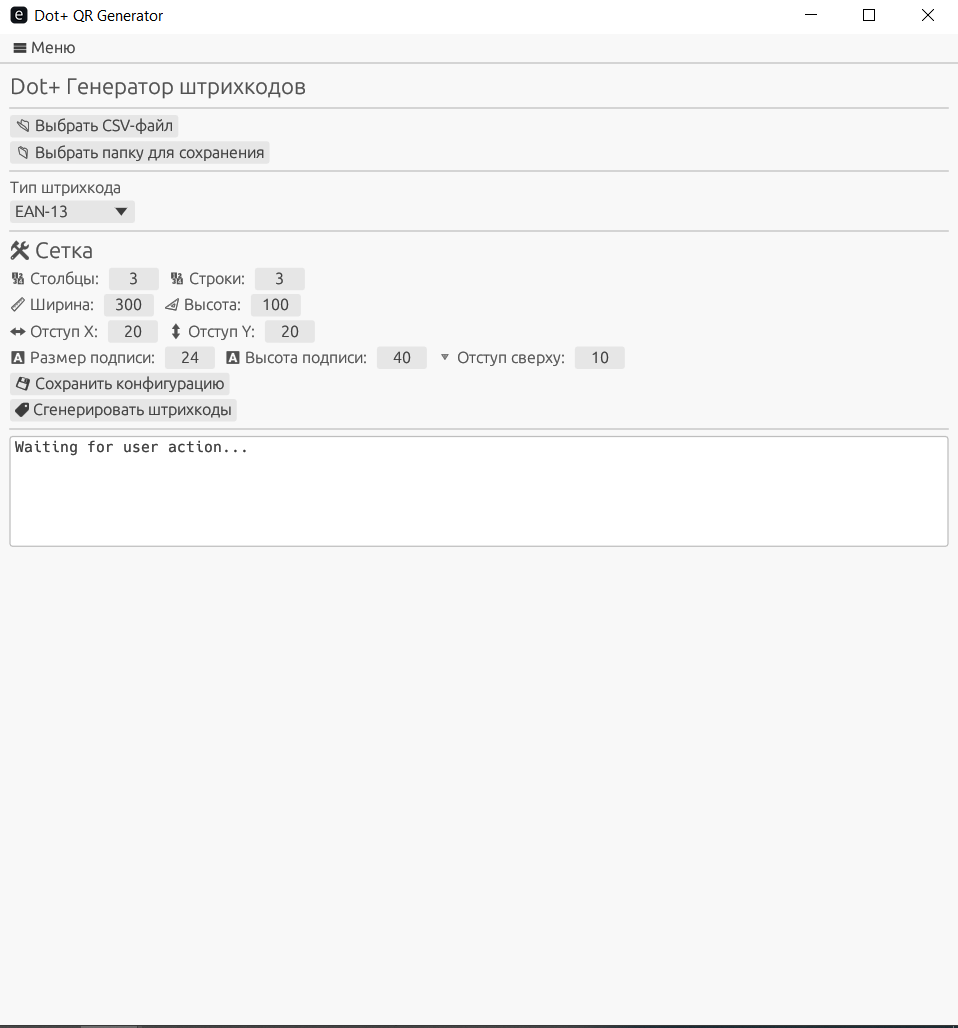 Dot+ QR Generator
Меню
Dot+ Генератор штрихкодов
Выбрать CSV-файл
Выбрать папку для сохранения
Тип штрихкода
EAN-13
Сетка
Столбцы: 3 Строки: 3
Ширина: 300 Высота: 100
Отступ X: 20 Отступ Y: 20
Размер подписи: 24 Высота подписи: 40 Отступ сверху: 10
Сохранить конфигурацию
Сгенерировать штрихкоды
Waiting for user action...